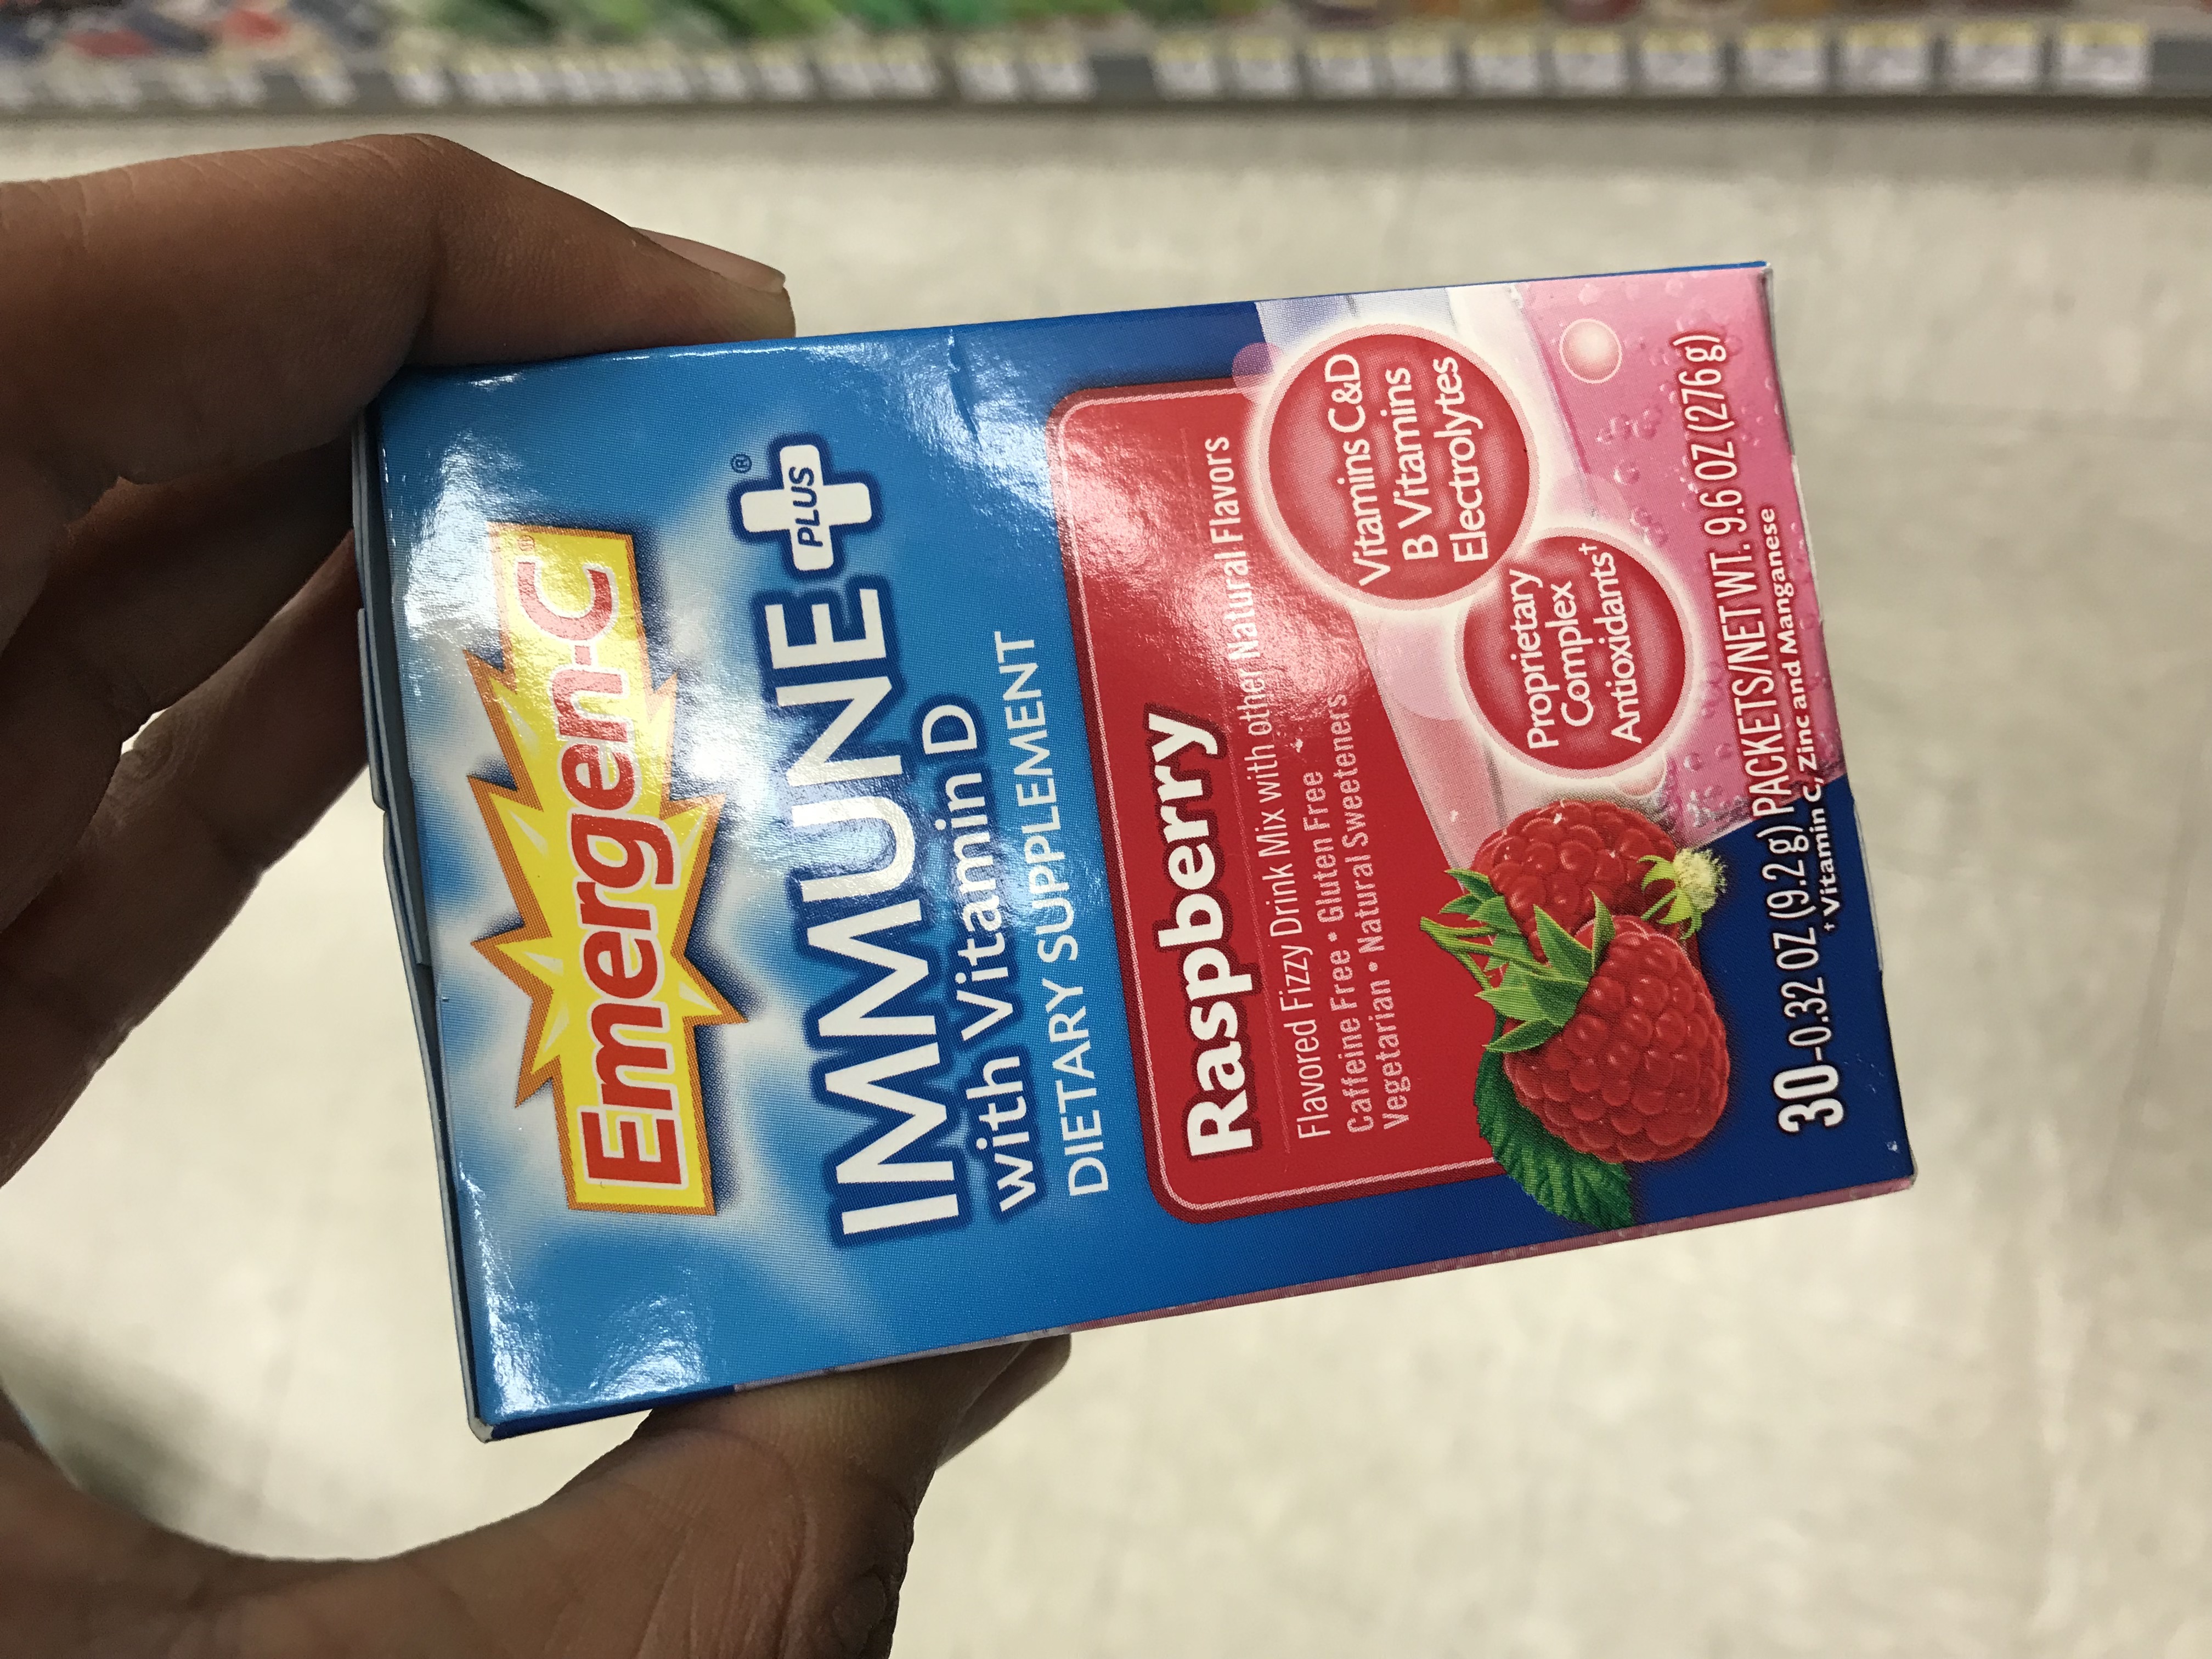 Emergen-C®
IMMUNE+ PLUS®
with Vitamin D
DIETARY SUPPLEMENT
Raspberry
Flavored Fizzy Drink Mix with other Natural Flavors
Caffeine Free • Gluten Free
Vegetarian • Natural Sweeteners
Vitamins C&D
B Vitamins
Electrolytes
Proprietary
Complex
Antioxidants†
30-0.32 OZ (9.2 g) PACKETS/NET WT. 9.6 OZ (276 g)
† Vitamin C, Zinc and Manganese